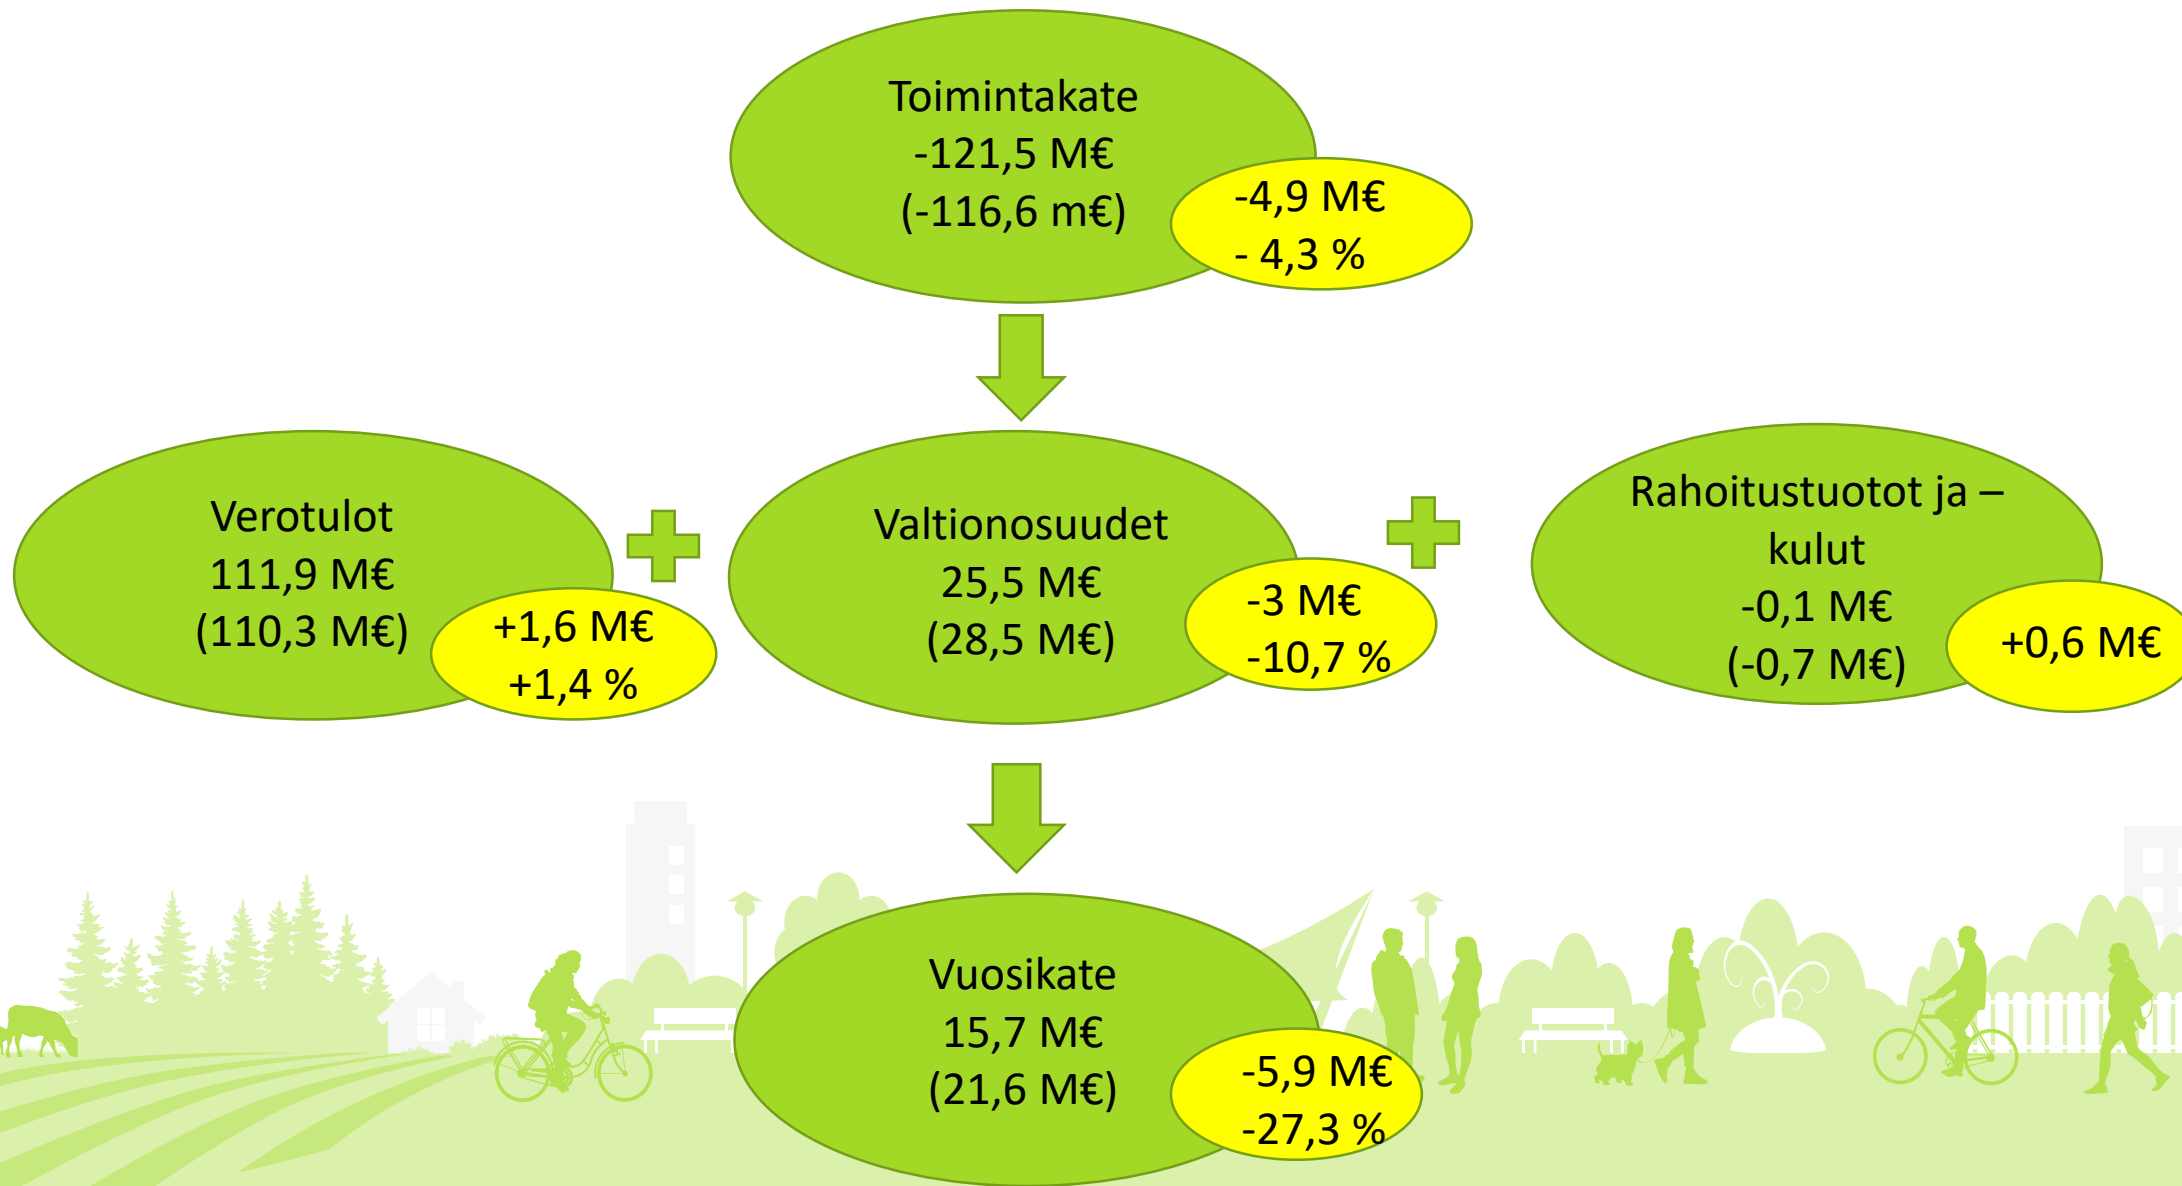 Toimintakate
-121,5 M€
(-116,6 m€)
-4,9 M€
- 4,3 %
Verotulot
111,9 M€
(110,3 M€)
+1,6 M€
+1,4 %
Valtionosuudet
25,5 M€
(28,5 M€)
-3 M€
-10,7 %
Rahoitustuotot ja –
kulut
-0,1 M€
(-0,7 M€)
+0,6 M€
Vuosikate
15,7 M€
(21,6 M€)
-5,9 M€
-27,3 %